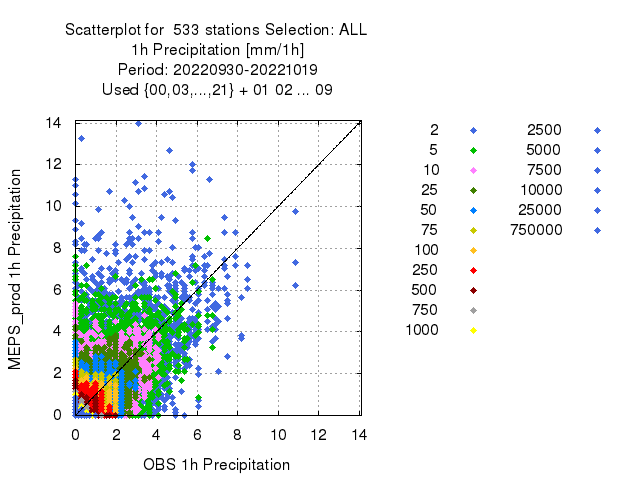 Scatterplot for 533 stations Selection: ALL
1h Precipitation [mm/1h]
Period: 20220930-20221019
Used {00,03,...,21} + 01 02 ... 09
MEPS_prod 1h Precipitation
14
12
10
8
6
4
2
0
0 2 4 6 8 10 12 14
OBS 1h Precipitation
2 2500
5 5000
10 7500
25 10000
50 25000
75 750000
100
250
500
750
1000